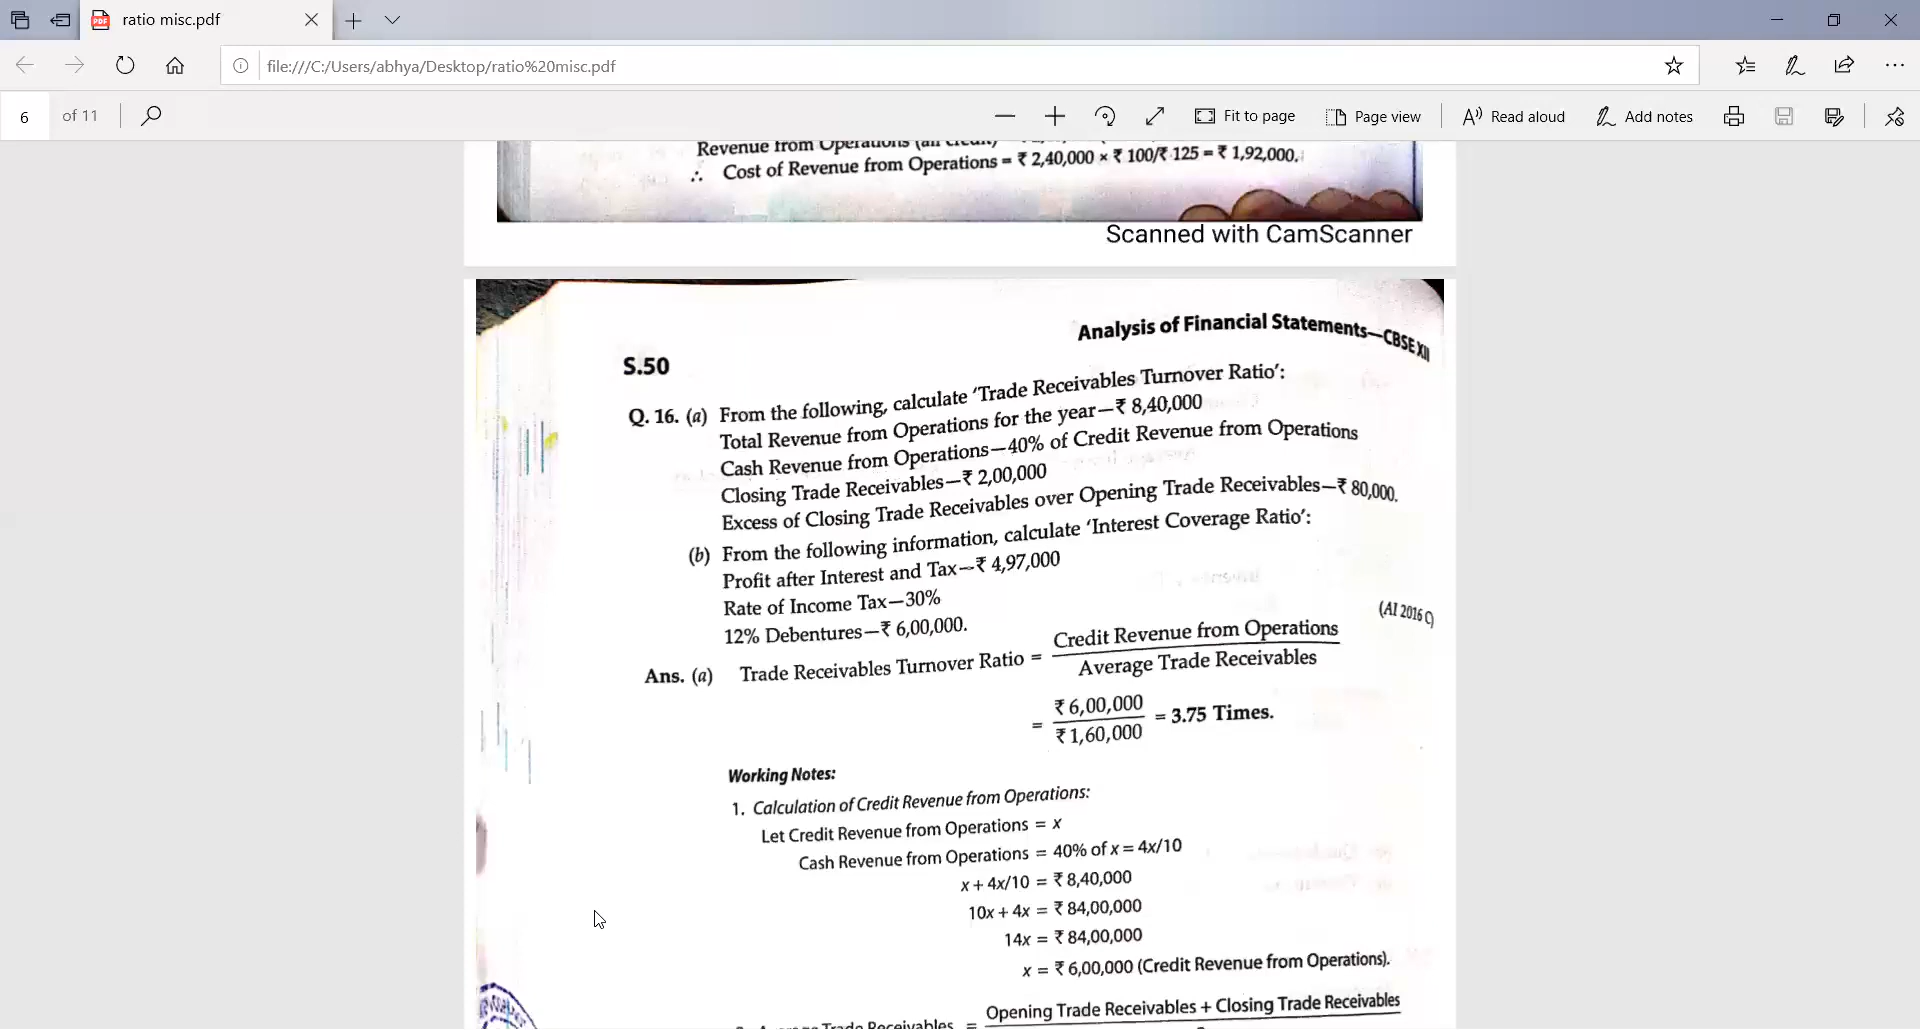 ratio misc.pdf
file:///C:/Users/abhya/Desktop/ratio%20misc.pdf
6 of 11 Fit to page Page view Read aloud Add notes
Revenue from Operations (all credit)
∴ Cost of Revenue from Operations = ₹ 2,40,000 × ₹ 100/₹ 125 = ₹ 1,92,000.
Scanned with CamScanner
Analysis of Financial Statements—CBSE XII
S.50
Q. 16. (a) From the following, calculate ‘Trade Receivables Turnover Ratio’:
Total Revenue from Operations for the year—₹ 8,40,000
Cash Revenue from Operations—40% of Credit Revenue from Operations
Closing Trade Receivables—₹ 2,00,000
Excess of Closing Trade Receivables over Opening Trade Receivables—₹ 80,000.
(b) From the following information, calculate ‘Interest Coverage Ratio’:
Profit after Interest and Tax—₹ 4,97,000
Rate of Income Tax—30%
12% Debentures—₹ 6,00,000.
(AI 2016 C)
Ans. (a) Trade Receivables Turnover Ratio = Credit Revenue from Operations
Average Trade Receivables
= ₹ 6,00,000
₹ 1,60,000
= 3.75 Times.
Working Notes:
1. Calculation of Credit Revenue from Operations:
Let Credit Revenue from Operations = x
Cash Revenue from Operations = 40% of x = 4x/10
x + 4x/10 = ₹ 8,40,000
10x + 4x = ₹ 84,00,000
14x = ₹ 84,00,000
x = ₹ 6,00,000 (Credit Revenue from Operations).
Opening Trade Receivables + Closing Trade Receivables
Average Trade Receivables =